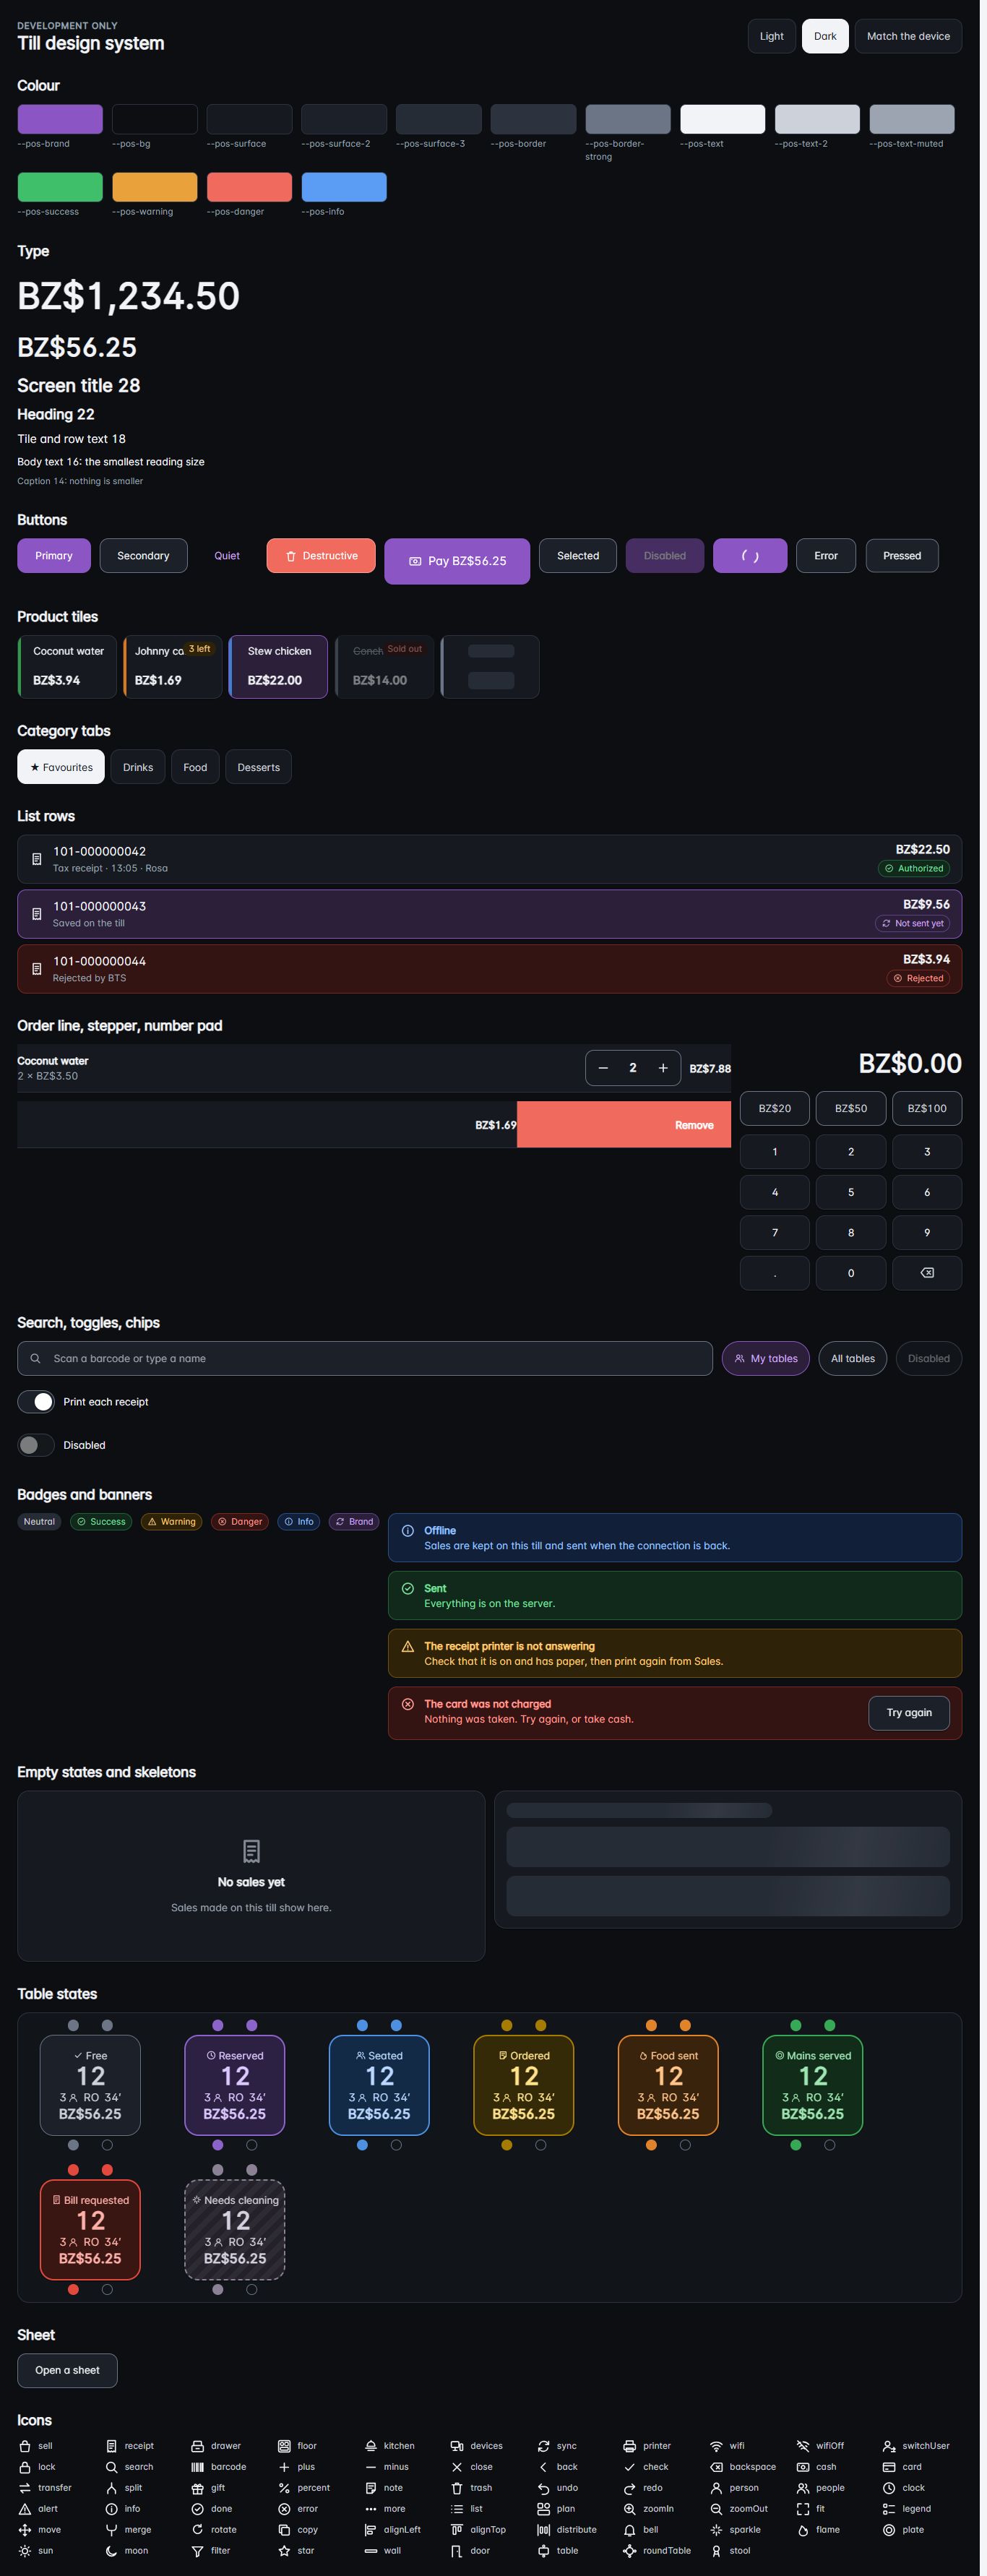 DEVELOPMENT ONLY
Till design system
Light
Dark
Match the device
Colour
--pos-brand
--pos-bg
--pos-surface
--pos-surface-2
--pos-surface-3
--pos-border
--pos-border-
strong
--pos-text
--pos-text-2
--pos-text-muted
--pos-success
--pos-warning
--pos-danger
--pos-info
Type
BZ$1,234.50
BZ$56.25
Screen title 28
Heading 22
Tile and row text 18
Body text 16: the smallest reading size
Caption 14: nothing is smaller
Buttons
Primary
Secondary
Quiet
Destructive
Pay BZ$56.25
Selected
Disabled
Error
Pressed
Product tiles
Coconut water
BZ$3.94
Johnny ca
3 left
BZ$1.69
Stew chicken
BZ$22.00
Conch
Sold out
BZ$14.00
Category tabs
★ Favourites
Drinks
Food
Desserts
List rows
101-000000042
Tax receipt · 13:05 · Rosa
BZ$22.50
Authorized
101-000000043
Saved on the till
BZ$9.56
Not sent yet
101-000000044
Rejected by BTS
BZ$3.94
Rejected
Order line, stepper, number pad
Coconut water
2 × BZ$3.50
2
BZ$7.88
BZ$1.69
Remove
BZ$0.00
BZ$20
BZ$50
BZ$100
1
2
3
4
5
6
7
8
9
.
0
Search, toggles, chips
Scan a barcode or type a name
My tables
All tables
Disabled
Print each receipt
Disabled
Badges and banners
Neutral
Success
Warning
Danger
Info
Brand
Offline
Sales are kept on this till and sent when the connection is back.
Sent
Everything is on the server.
The receipt printer is not answering
Check that it is on and has paper, then print again from Sales.
The card was not charged
Nothing was taken. Try again, or take cash.
Try again
Empty states and skeletons
No sales yet
Sales made on this till show here.
Table states
Free
12
3 RO 34′
BZ$56.25
Reserved
12
3 RO 34′
BZ$56.25
Seated
12
3 RO 34′
BZ$56.25
Ordered
12
3 RO 34′
BZ$56.25
Food sent
12
3 RO 34′
BZ$56.25
Mains served
12
3 RO 34′
BZ$56.25
Bill requested
12
3 RO 34′
BZ$56.25
Needs cleaning
12
3 RO 34′
BZ$56.25
Sheet
Open a sheet
Icons
sell
receipt
drawer
floor
kitchen
devices
sync
printer
wifi
wifiOff
switchUser
lock
search
barcode
plus
minus
close
back
check
backspace
cash
card
transfer
split
gift
percent
note
trash
undo
redo
person
people
clock
alert
info
done
error
more
list
plan
zoomIn
zoomOut
fit
legend
move
merge
rotate
copy
alignLeft
alignTop
distribute
bell
sparkle
flame
plate
sun
moon
filter
star
wall
door
table
roundTable
stool